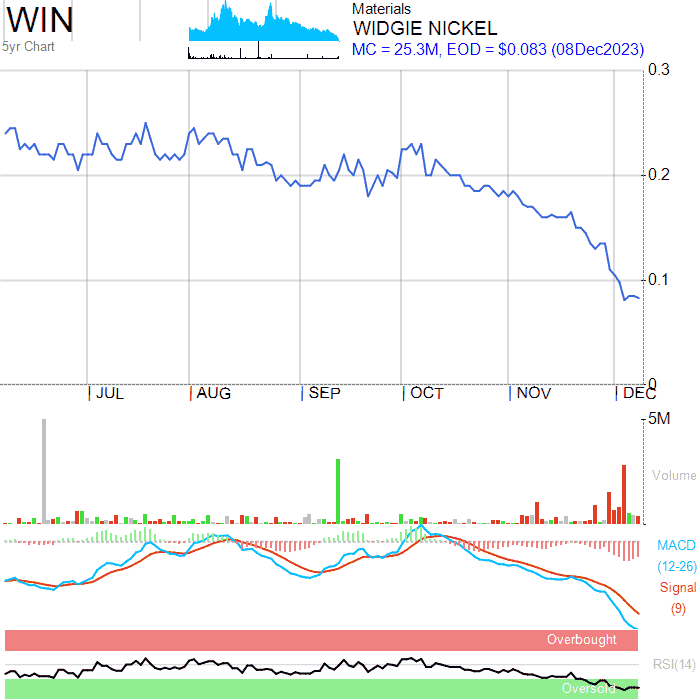 WIN
5yr Chart
Materials
WIDGIE NICKEL
MC = 25.3M, EOD = $0.083 (08Dec2023)
0.3
0.2
0.1
0
JUL AUG SEP OCT NOV DEC
5M
Volume
MACD
(12-26)
Signal
(9)
Overbought
RSI(14)
Oversold